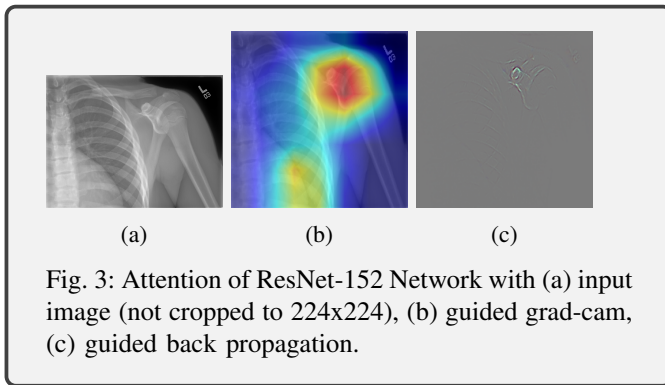 (a)
(b)
(c)
Fig. 3: Attention of ResNet-152 Network with (a) input
image (not cropped to 224x224), (b) guided grad-cam,
(c) guided back propagation.